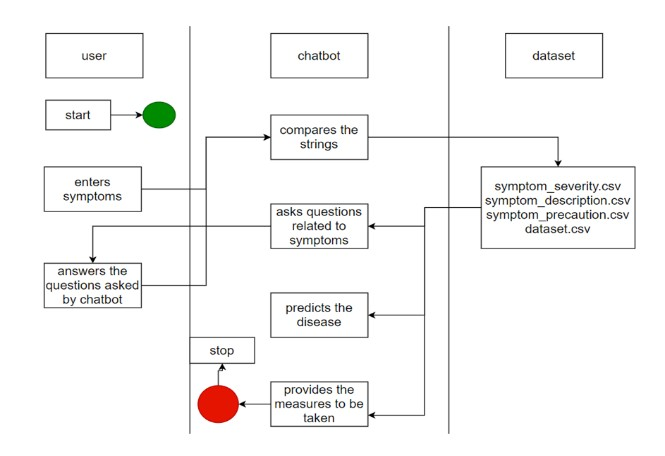 user
chatbot
dataset
start
compares the
strings
enters
symptoms
symptom_severity.csv
symptom_description.csv
symptom_precaution.csv
dataset.csv
asks questions
related to
symptoms
answers the
questions asked
by chatbot
predicts the
disease
stop
provides the
measures to be
taken